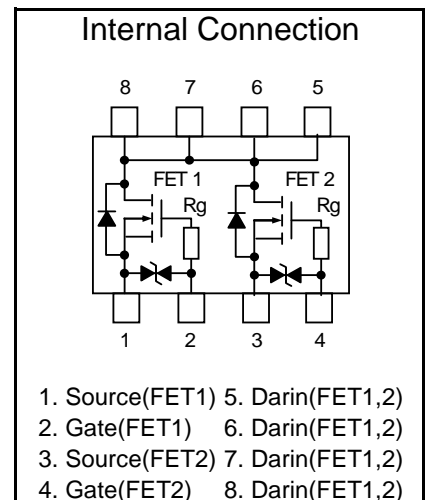 Internal Connection
8 7 6 5
FET 1 FET 2
Rg Rg
1 2 3 4
1. Source(FET1) 5. Darin(FET1,2)
2. Gate(FET1) 6. Darin(FET1,2)
3. Source(FET2) 7. Darin(FET1,2)
4. Gate(FET2) 8. Darin(FET1,2)